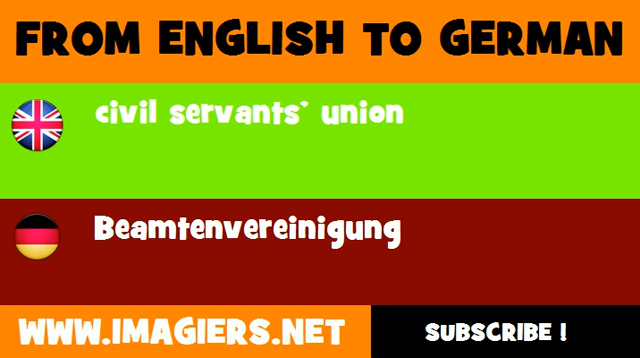 FROM ENGLISH TO GERMAN
civil servants' union
Beamtenvereinigung
WWW.IMAGIERS.NET
SUBSCRIBE !